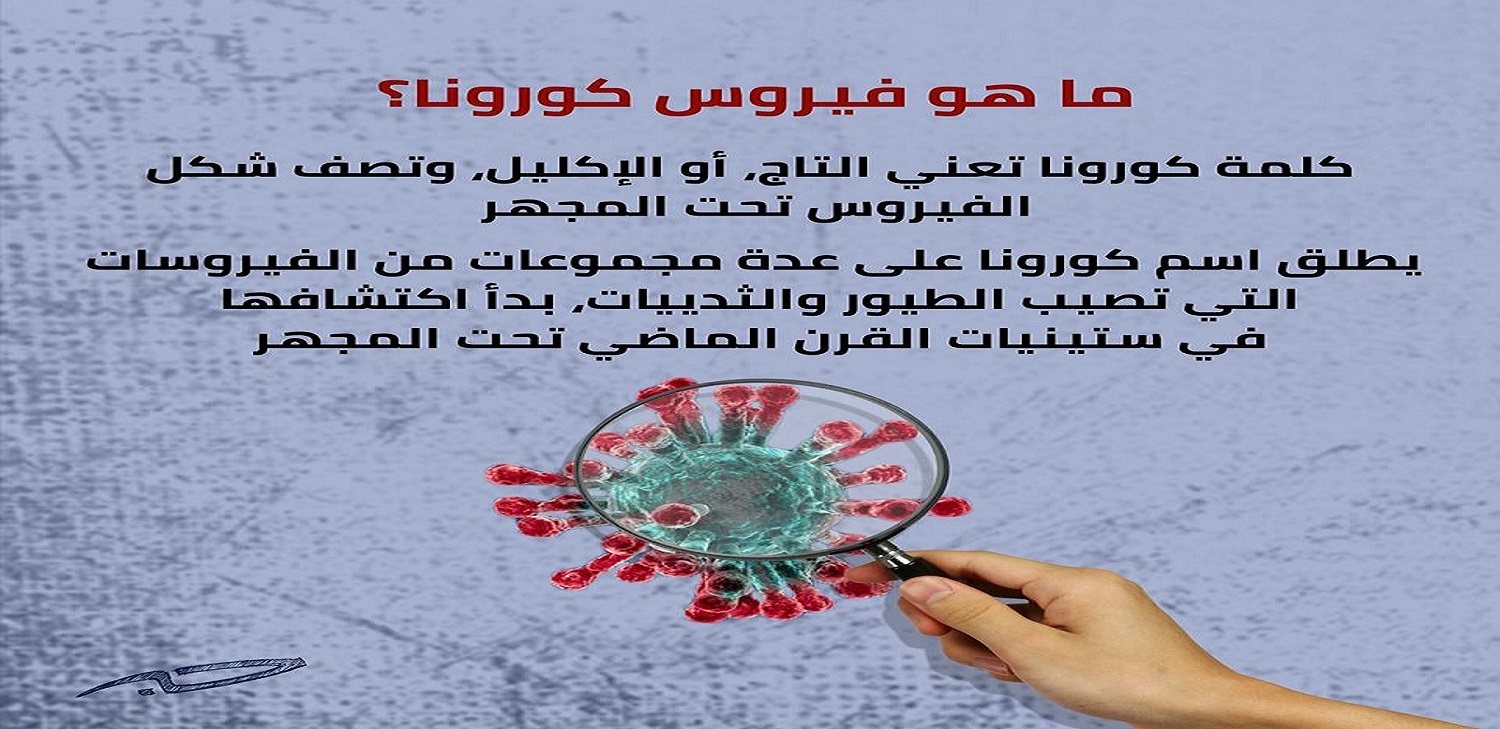 ما هو فيروس كورونا؟
كلمة كورونا تعني التاج, أو الإكليل, وتصف شكل
الفيروس تحت المجهر
يطلق اسم كورونا على عدة مجموعات من الفيروسات
التي تصيب الطيور والثدييات, بدأ اكتشافها
في ستينيات القرن الماضي تحت المجهر